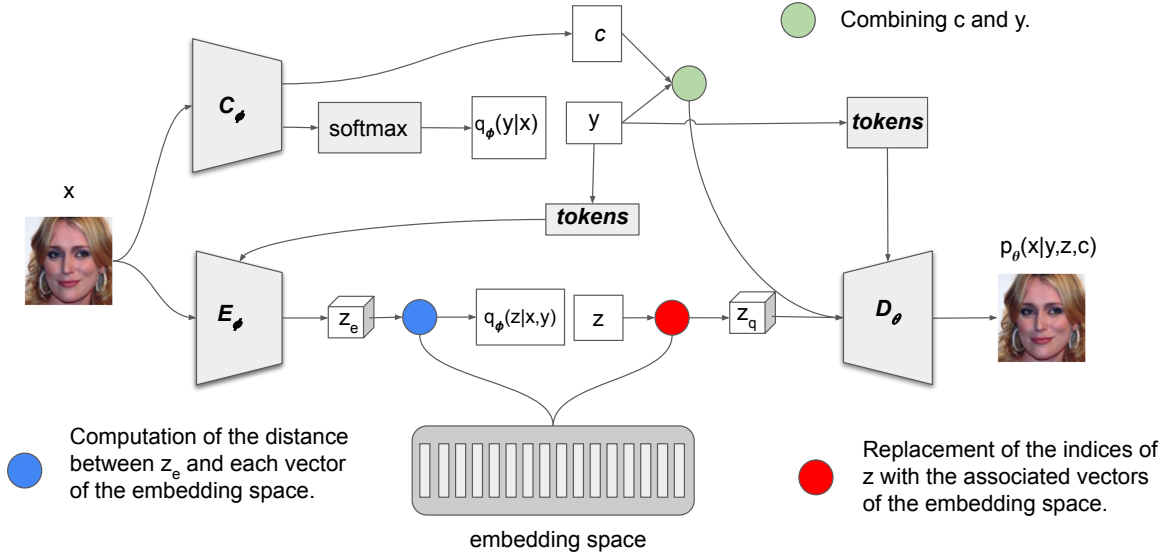 Combining c and y.
c
C_ϕ
softmax
q_ϕ(y|x)
y
tokens
x
tokens
p_θ(x|y,z,c)
E_ϕ
z_e
q_ϕ(z|x,y)
z
z_q
D_θ
Computation of the distance
between z_e and each vector
of the embedding space.
Replacement of the indices of
z with the associated vectors
of the embedding space.
embedding space